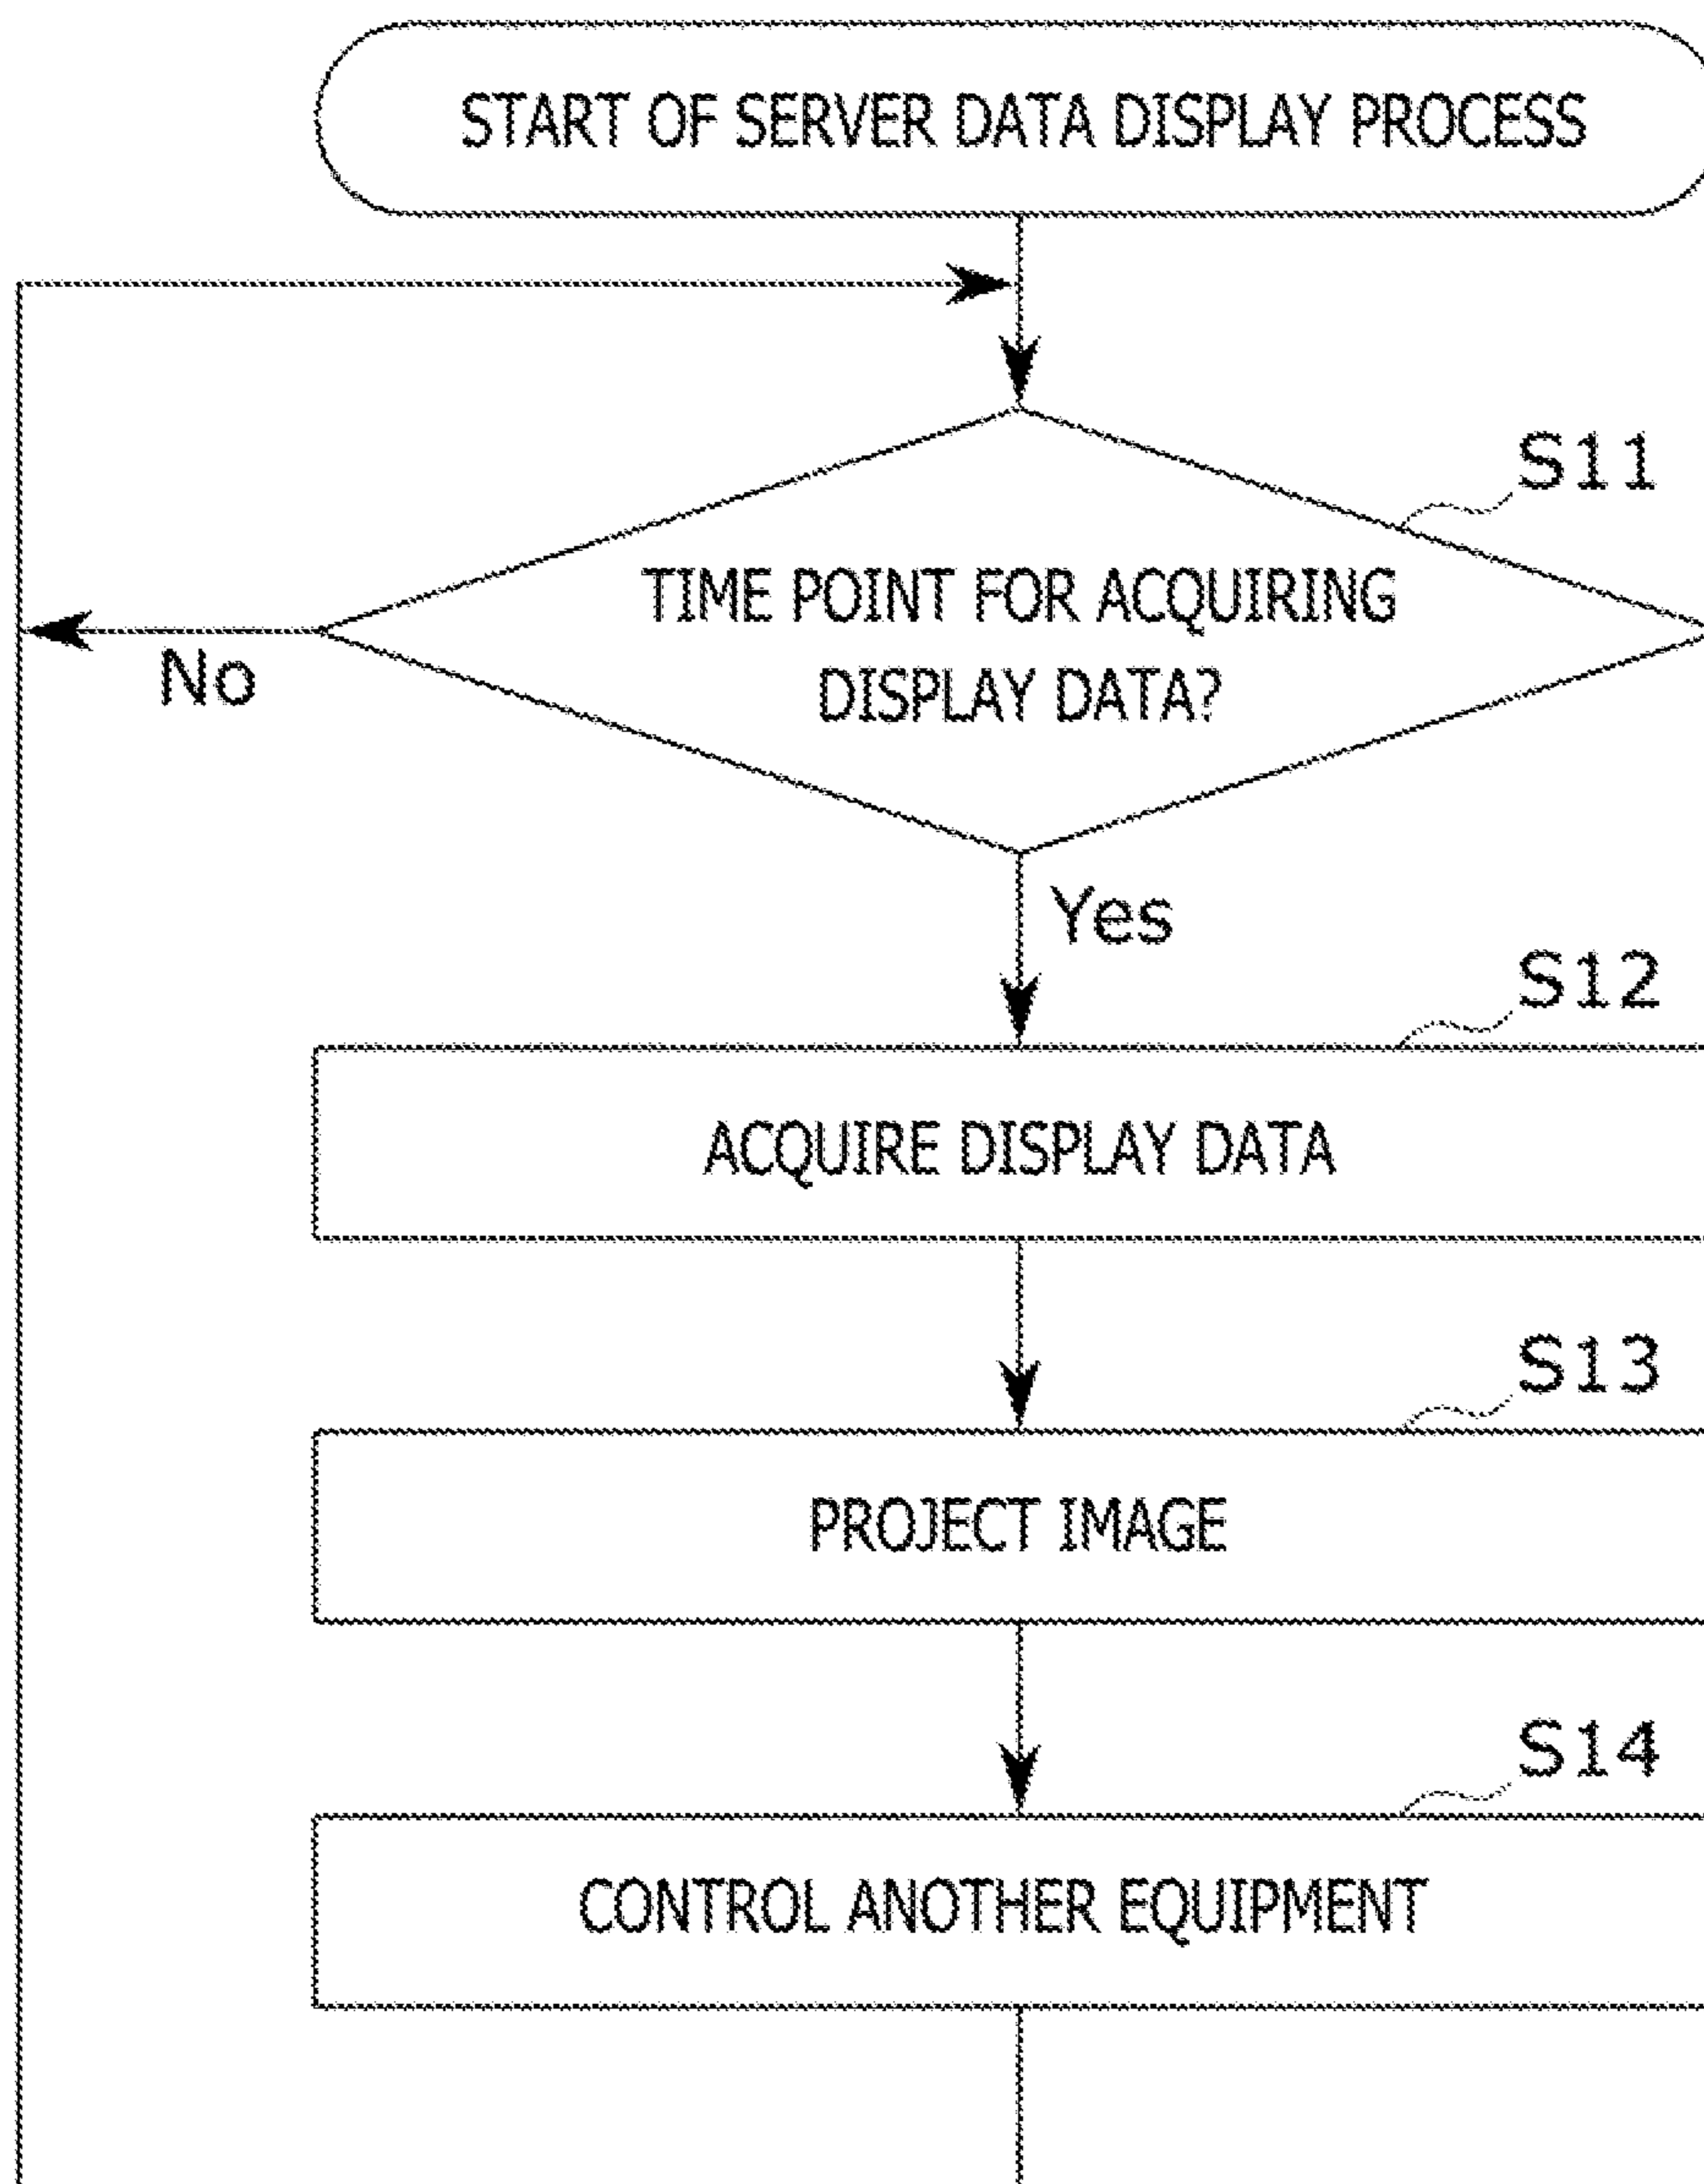 START OF SERVER DATA DISPLAY PROCESS
S11
TIME POINT FOR ACQUIRING
DISPLAY DATA?
No
Yes
S12
ACQUIRE DISPLAY DATA
S13
PROJECT IMAGE
S14
CONTROL ANOTHER EQUIPMENT